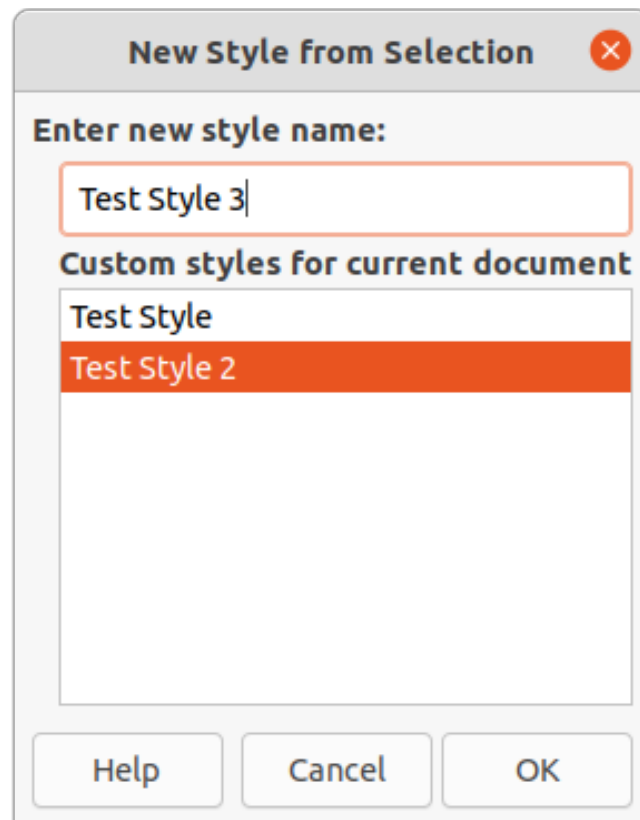 New Style from Selection
Enter new style name:
Test Style 3
Custom styles for current document
Test Style
Test Style 2
Help Cancel OK